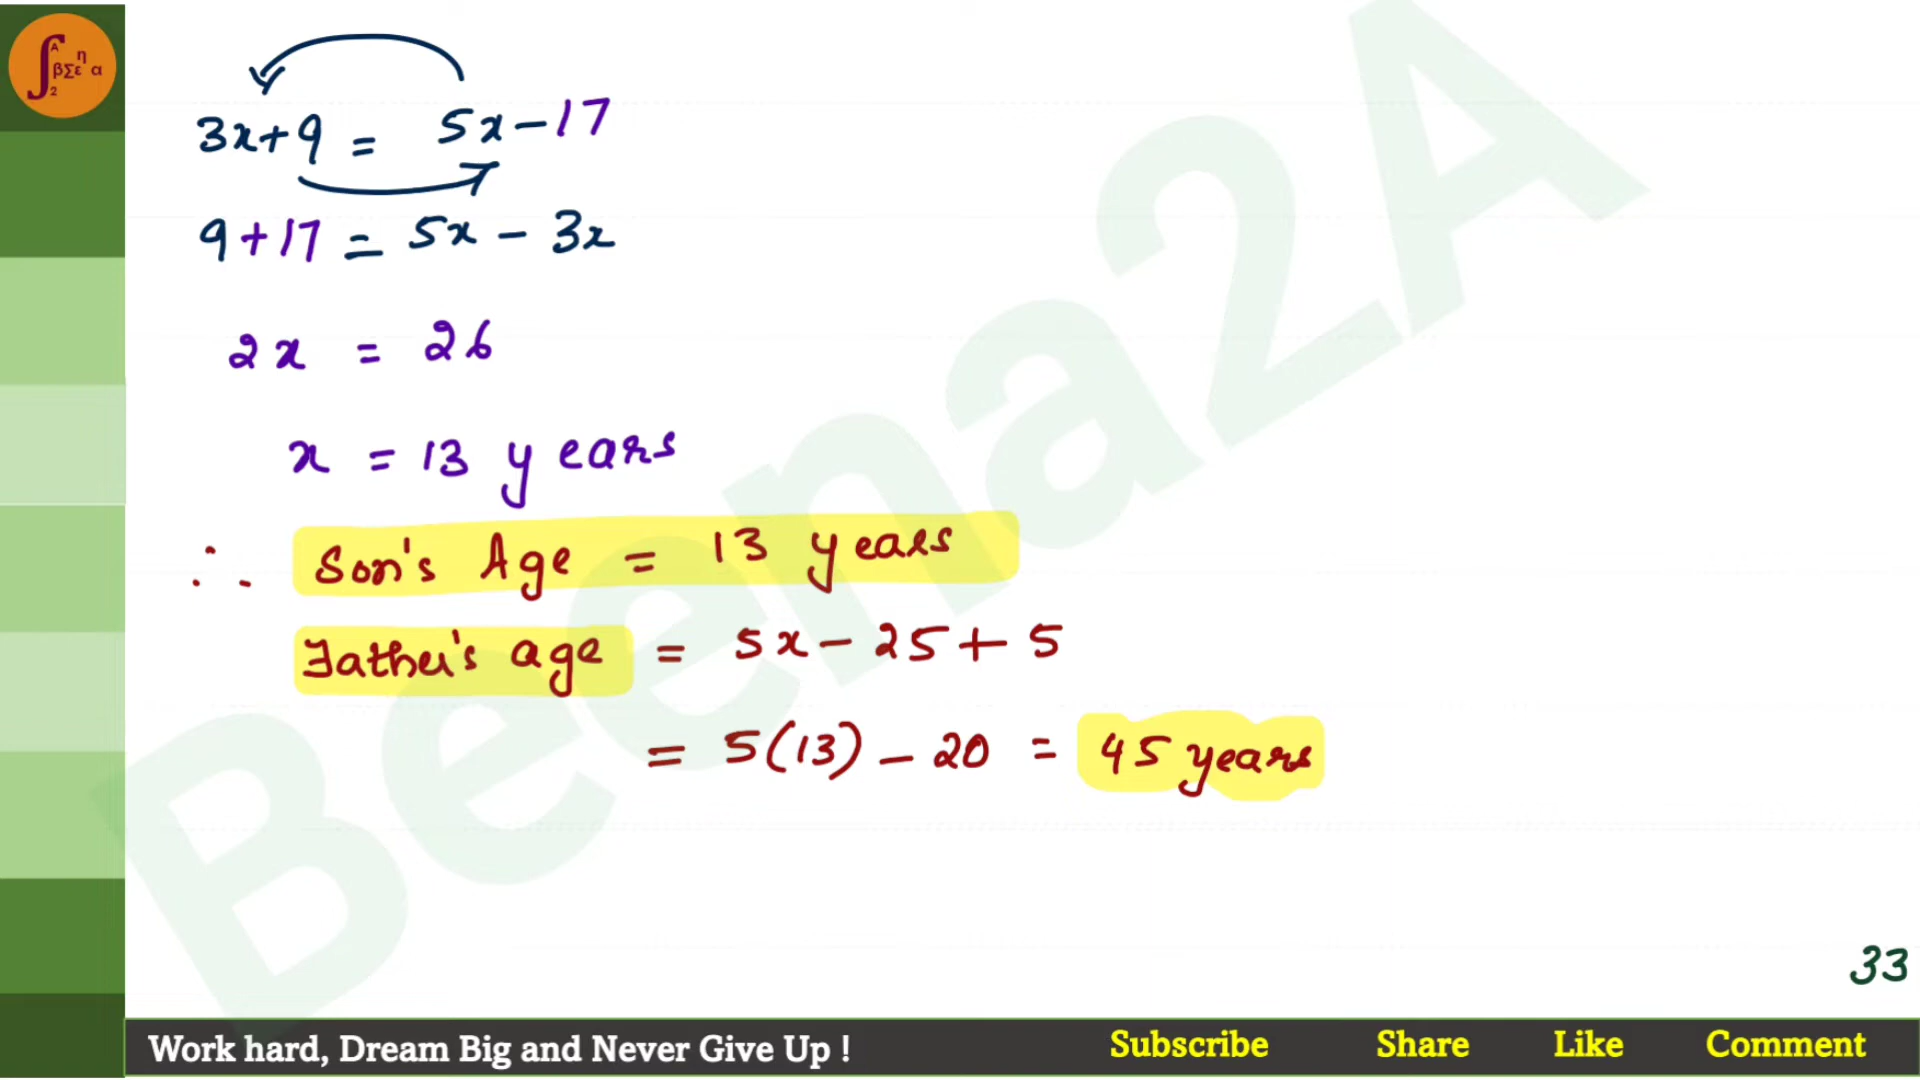 3x+9 = 5x-17
9+17 = 5x - 3x
2x = 26
x = 13 years
∴ Son's Age = 13 years
Father's age = 5x - 25 + 5
= 5(13) - 20 = 45 years
33
Work hard, Dream Big and Never Give Up ! Subscribe Share Like Comment
Beena2A
∫ A 2 βΣεηα